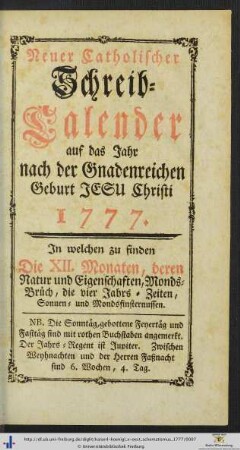 Neuer Catholischer
Schreib-
Calender
auf das Jahr
nach der Gnadenreichen
Geburt JESU Christi
1777.
In welchen zu finden
Die XII. Monaten, deren
Natur und Eigenschaften, Monds-
Brüch, die vier Jahrs-Zeiten,
Sonnen- und Mondsfinsternussen.
NB. Die Sonntäg, gebottene Feyertäg und
Fasttäg sind mit rothen Buchstaben angemerkt.
Der Jahrs-Regent ist Jupiter. Zwischen
Weyhnachten und der Herren Faßnacht
sind 6. Wochen, 4. Tag.
© Universitätsbibliothek Freiburg